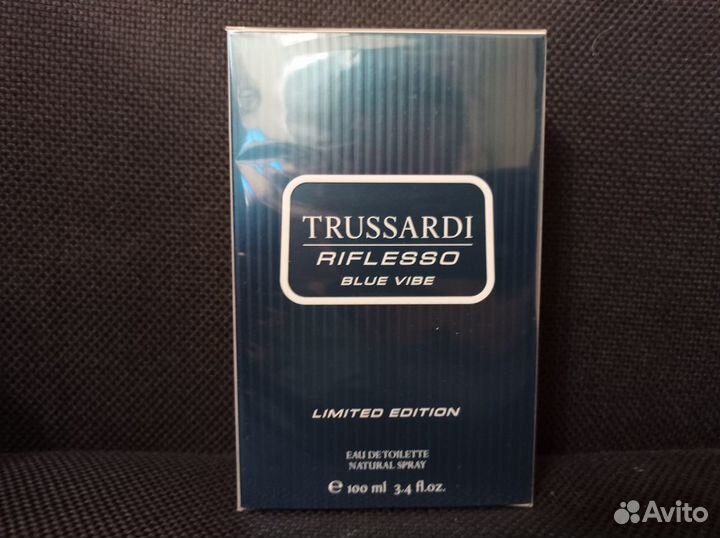 TRUSSARDI
RIFLESSO
BLUE VIBE
LIMITED EDITION
EAU DE TOILETTE
NATURAL SPRAY
℮ 100 ml 3.4 fl.oz.
Avito